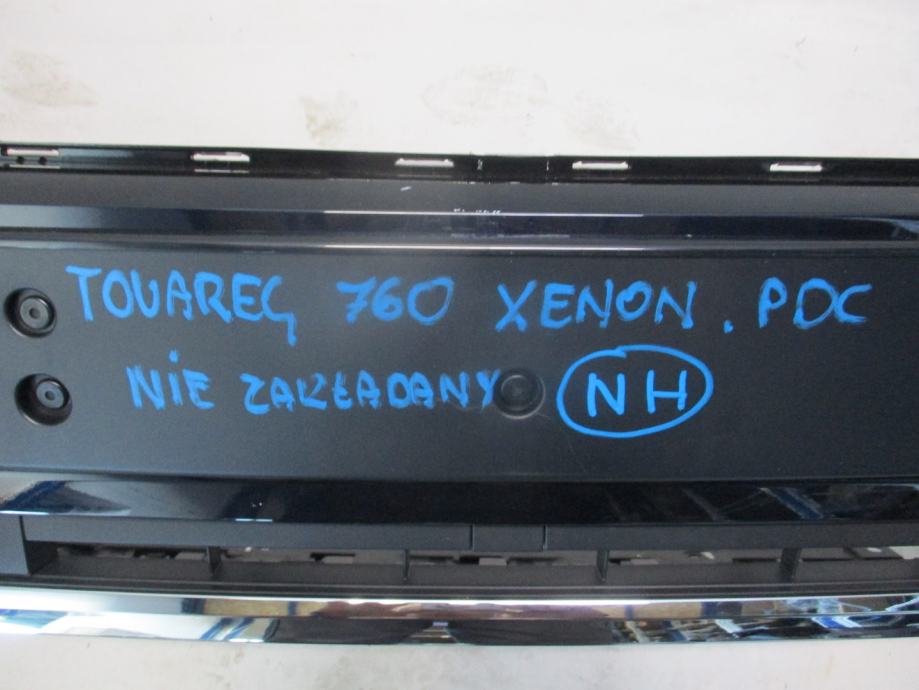 TOUAREG 760 XENON. PDC
NIE ZAKŁADANY NH